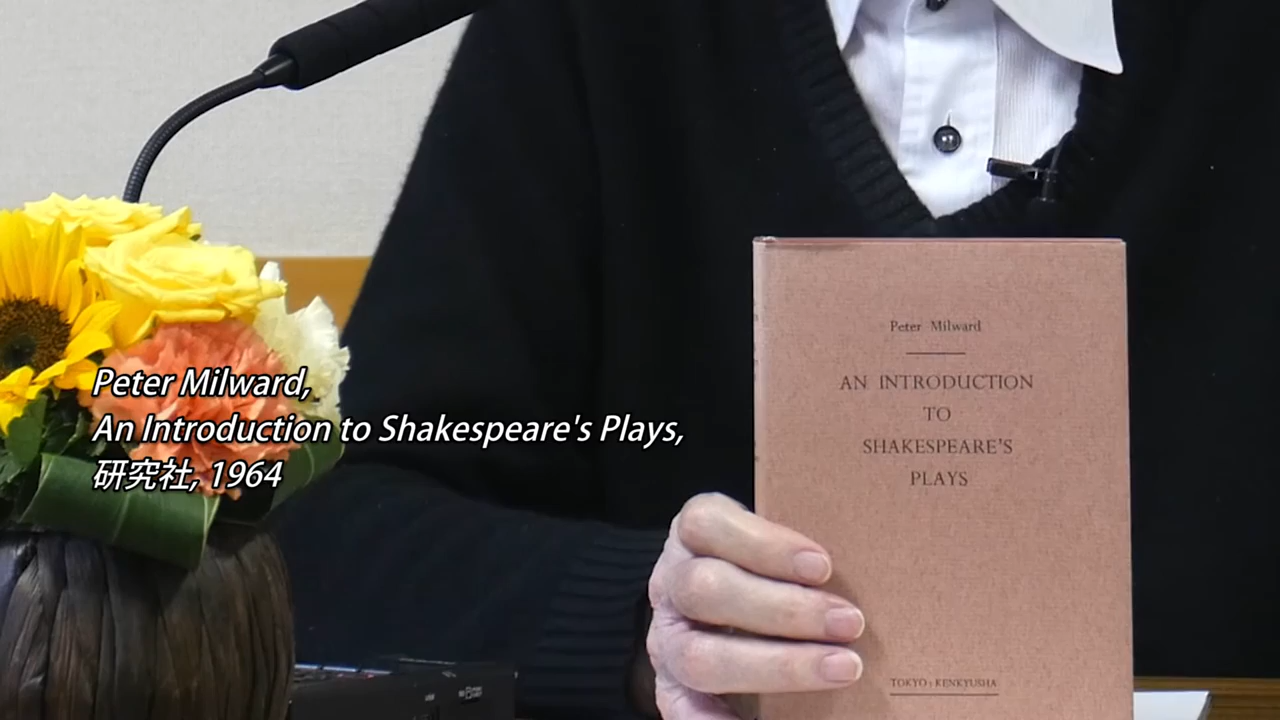 Peter Milward,
An Introduction to Shakespeare's Plays,
研究社, 1964
Peter Milward
AN INTRODUCTION
TO
SHAKESPEARE'S
PLAYS
TOKYO : KENKYUSHA